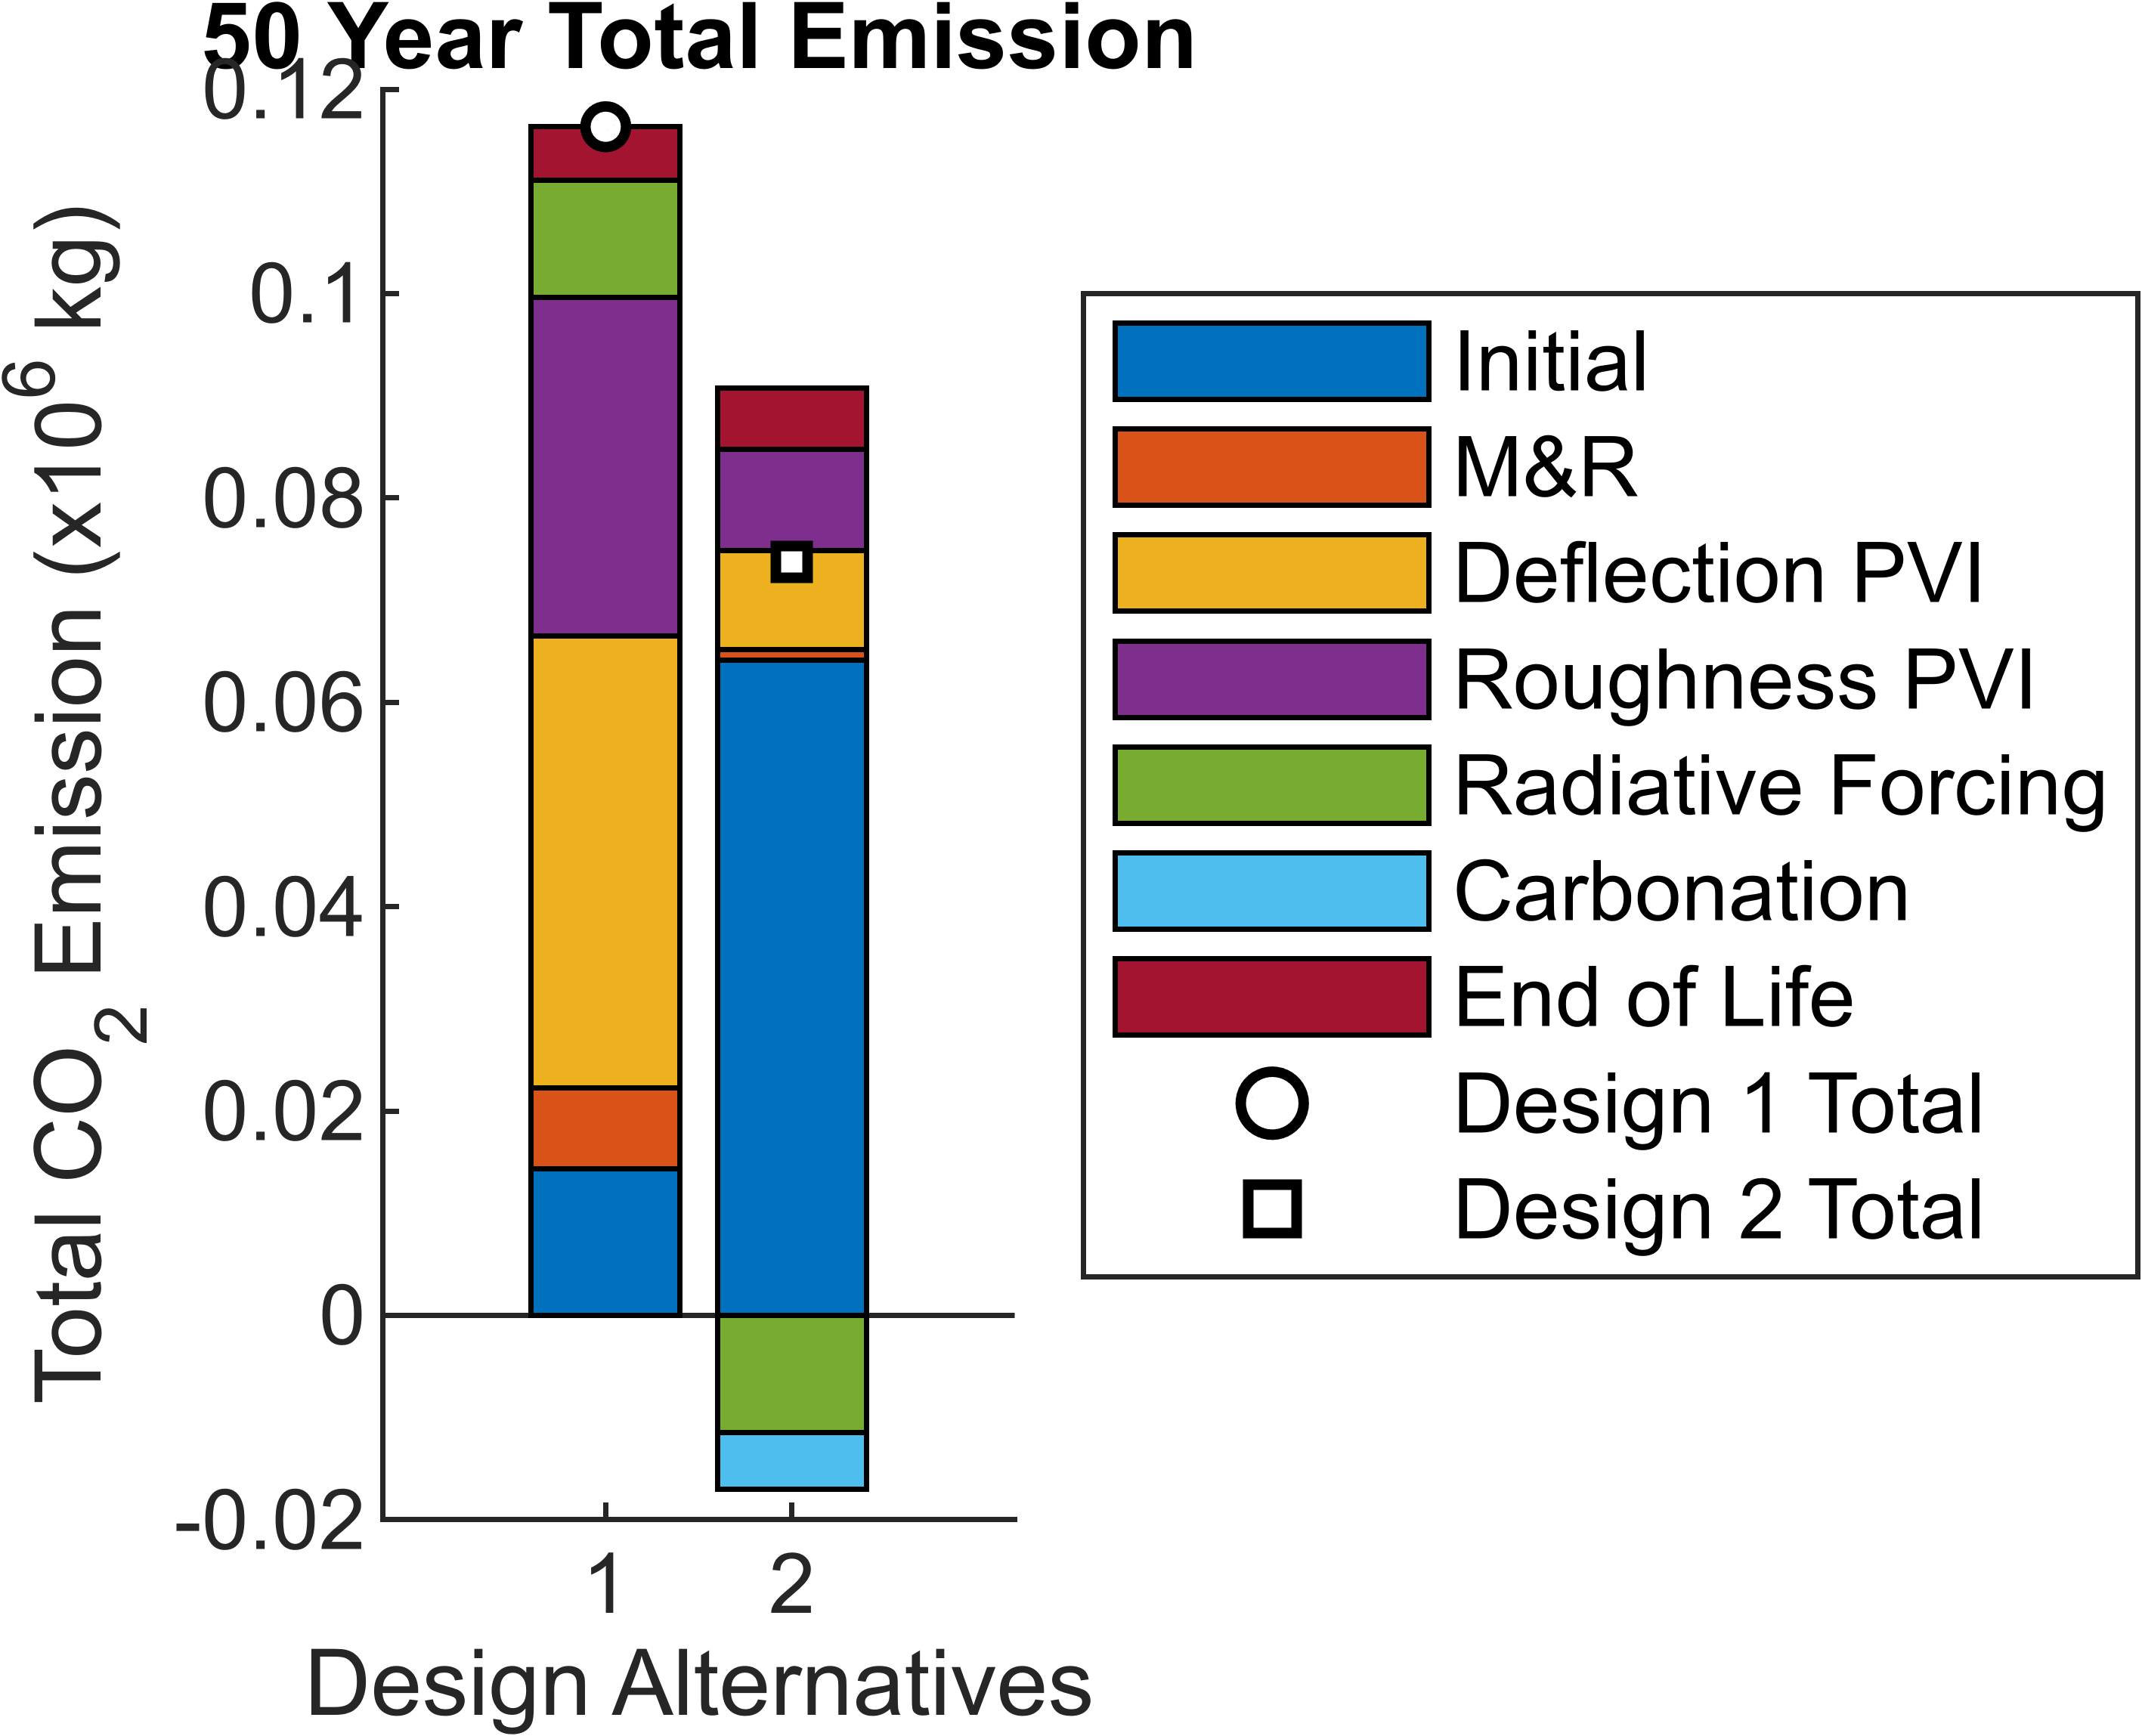 50 Year Total Emission
0.12
0.1
0.08
0.06
0.04
0.02
0
-0.02
Total CO2 Emission (x10^6 kg)
1
2
Design Alternatives
Initial
M&R
Deflection PVI
Roughness PVI
Radiative Forcing
Carbonation
End of Life
Design 1 Total
Design 2 Total